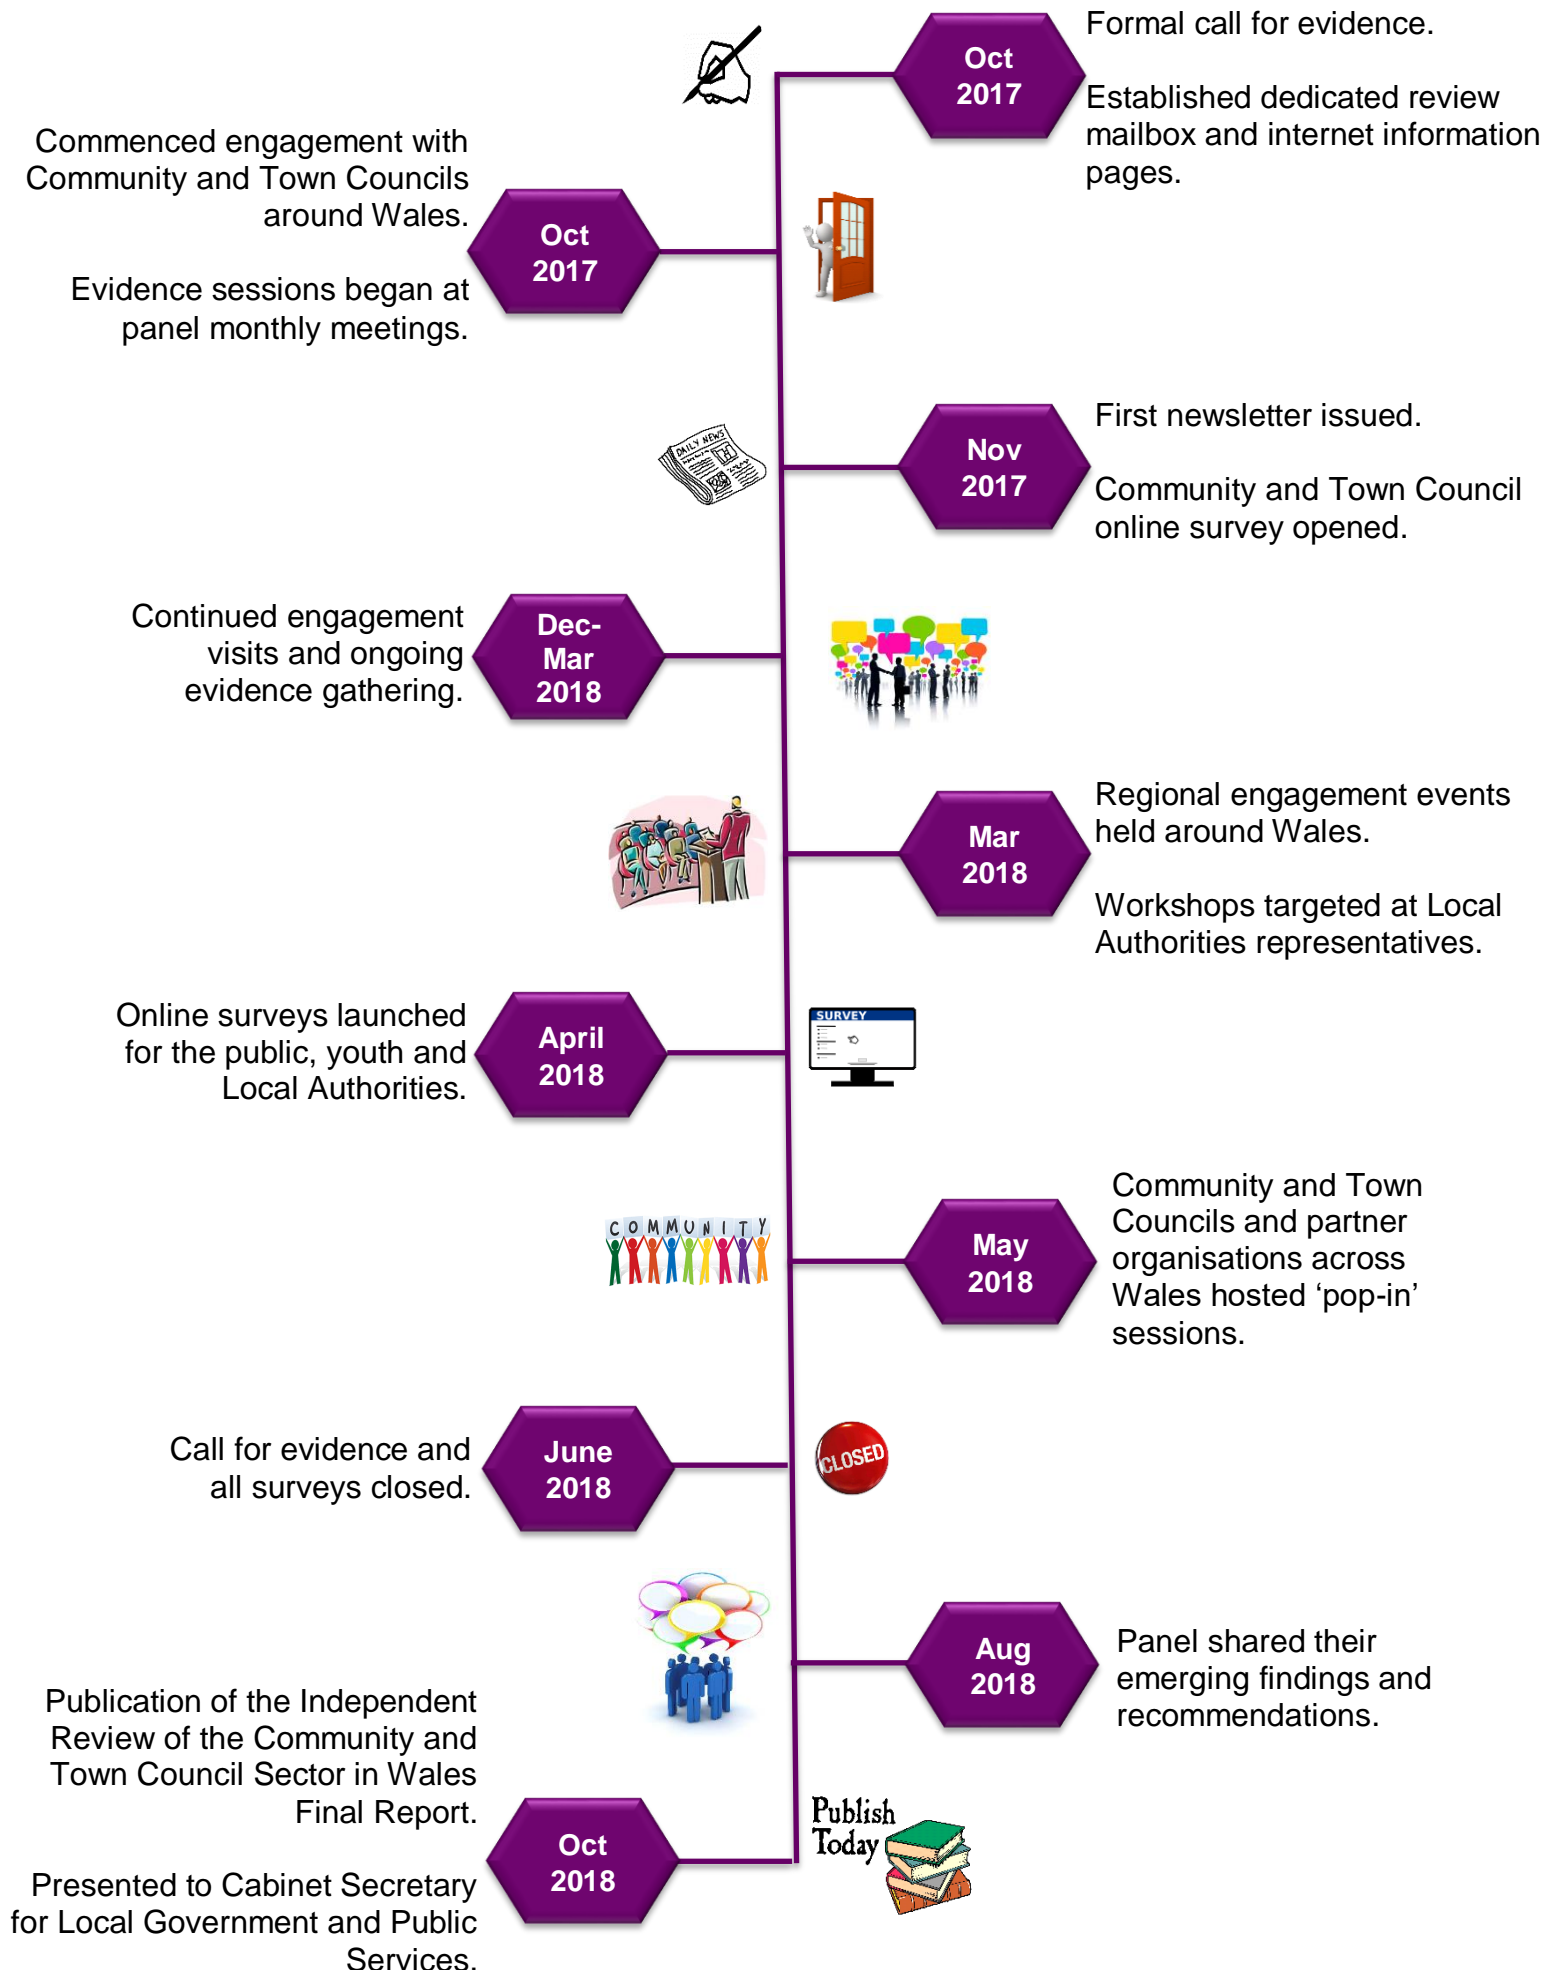 Oct
2017
Formal call for evidence.
Established dedicated review
mailbox and internet information
pages.
Commenced engagement with
Community and Town Councils
around Wales.
Evidence sessions began at
panel monthly meetings.
Oct
2017
DAILY NEWS
Nov
2017
First newsletter issued.
Community and Town Council
online survey opened.
Continued engagement
visits and ongoing
evidence gathering.
Dec-
Mar
2018
Mar
2018
Regional engagement events
held around Wales.
Workshops targeted at Local
Authorities representatives.
Online surveys launched
for the public, youth and
Local Authorities.
April
2018
SURVEY
COMMUNITY
May
2018
Community and Town
Councils and partner
organisations across
Wales hosted ‘pop-in’
sessions.
Call for evidence and
all surveys closed.
June
2018
CLOSED
Aug
2018
Panel shared their
emerging findings and
recommendations.
Publication of the Independent
Review of the Community and
Town Council Sector in Wales
Final Report.
Presented to Cabinet Secretary
for Local Government and Public
Services.
Oct
2018
Publish
Today